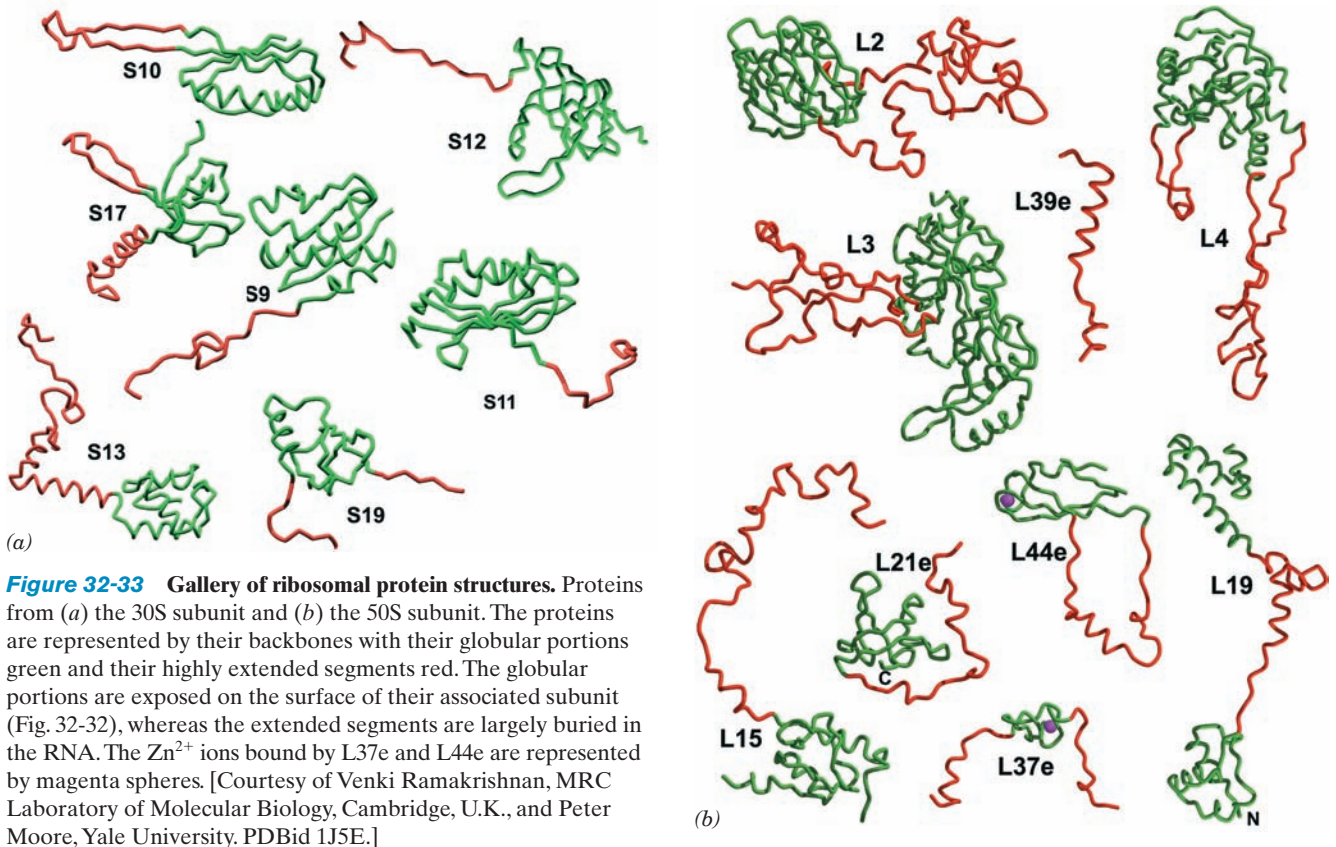 S10
S12
S17
S9
S11
S13
S19
(a)
Figure 32-33 Gallery of ribosomal protein structures. Proteins
from (a) the 30S subunit and (b) the 50S subunit. The proteins
are represented by their backbones with their globular portions
green and their highly extended segments red. The globular
portions are exposed on the surface of their associated subunit
(Fig. 32-32), whereas the extended segments are largely buried in
the RNA. The Zn²⁺ ions bound by L37e and L44e are represented
by magenta spheres. [Courtesy of Venki Ramakrishnan, MRC
Laboratory of Molecular Biology, Cambridge, U.K., and Peter
Moore, Yale University. PDBid 1J5E.]
L2
L39e
L4
L3
L44e
L21e
L19
C
L15
L37e
N
(b)